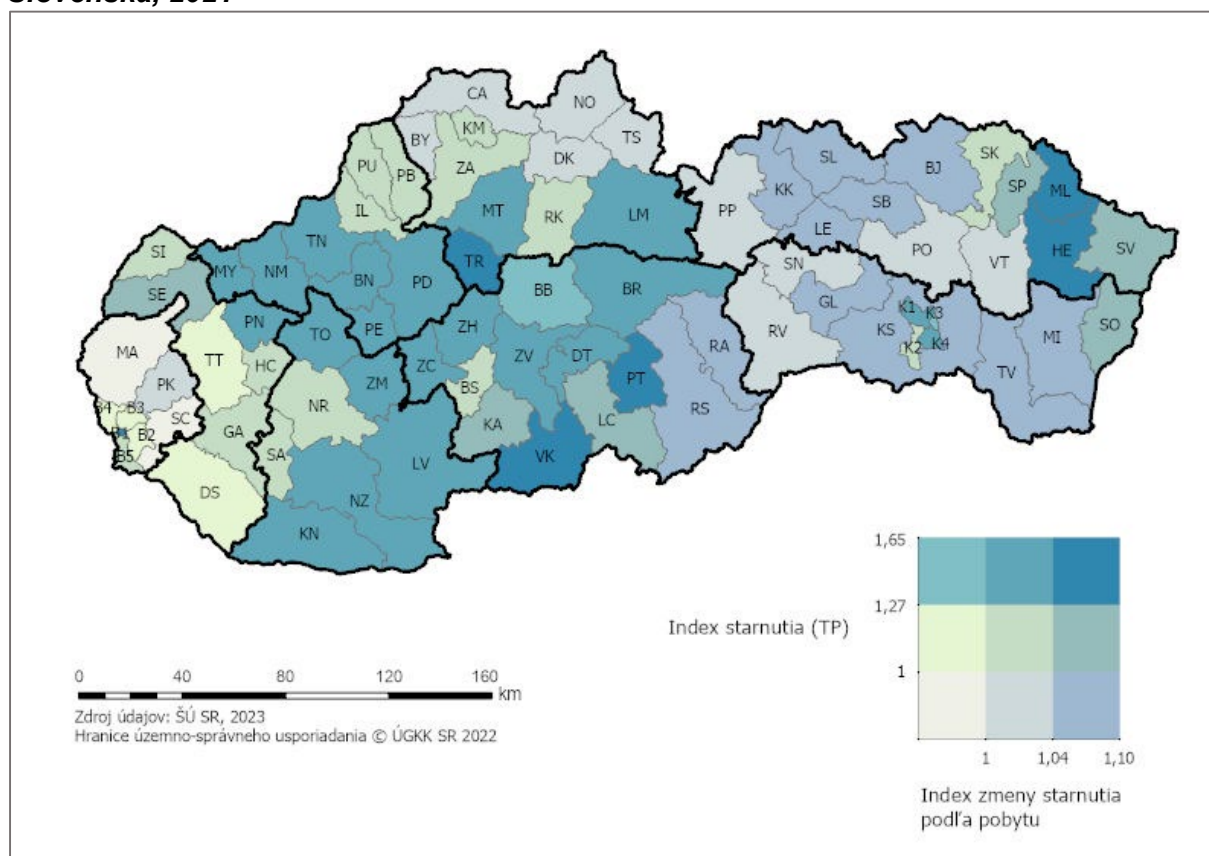 Slovenska, 2021
CA
NO
KM
BY
TS
PU
ZA
DK
PB
IL
MT
RK
LM
SL
BJ
SK
KK
SP
ML
PP
SB
LE
SV
PO
VT
HE
SI
TN
TR
SN
MY
NM
BN
PD
BB
BR
GL
K1
K3
SO
SE
PN
TO
PE
ZH
RV
KS
K2
K4
MI
MA
TT
HC
ZC
ZV
DT
RA
PT
TV
PK
ZM
BS
NR
RS
B4
B3
SC
KA
LC
B1
B2
GA
B5
SA
LV
VK
DS
NZ
KN
1,65
1,27
Index starnutia (TP)
1
1
1,04
1,10
Index zmeny starnutia
podľa pobytu
0 40 80 120 160
km
Zdroj údajov: ŠÚ SR, 2023
Hranice územno-správneho usporiadania © ÚGKK SR 2022